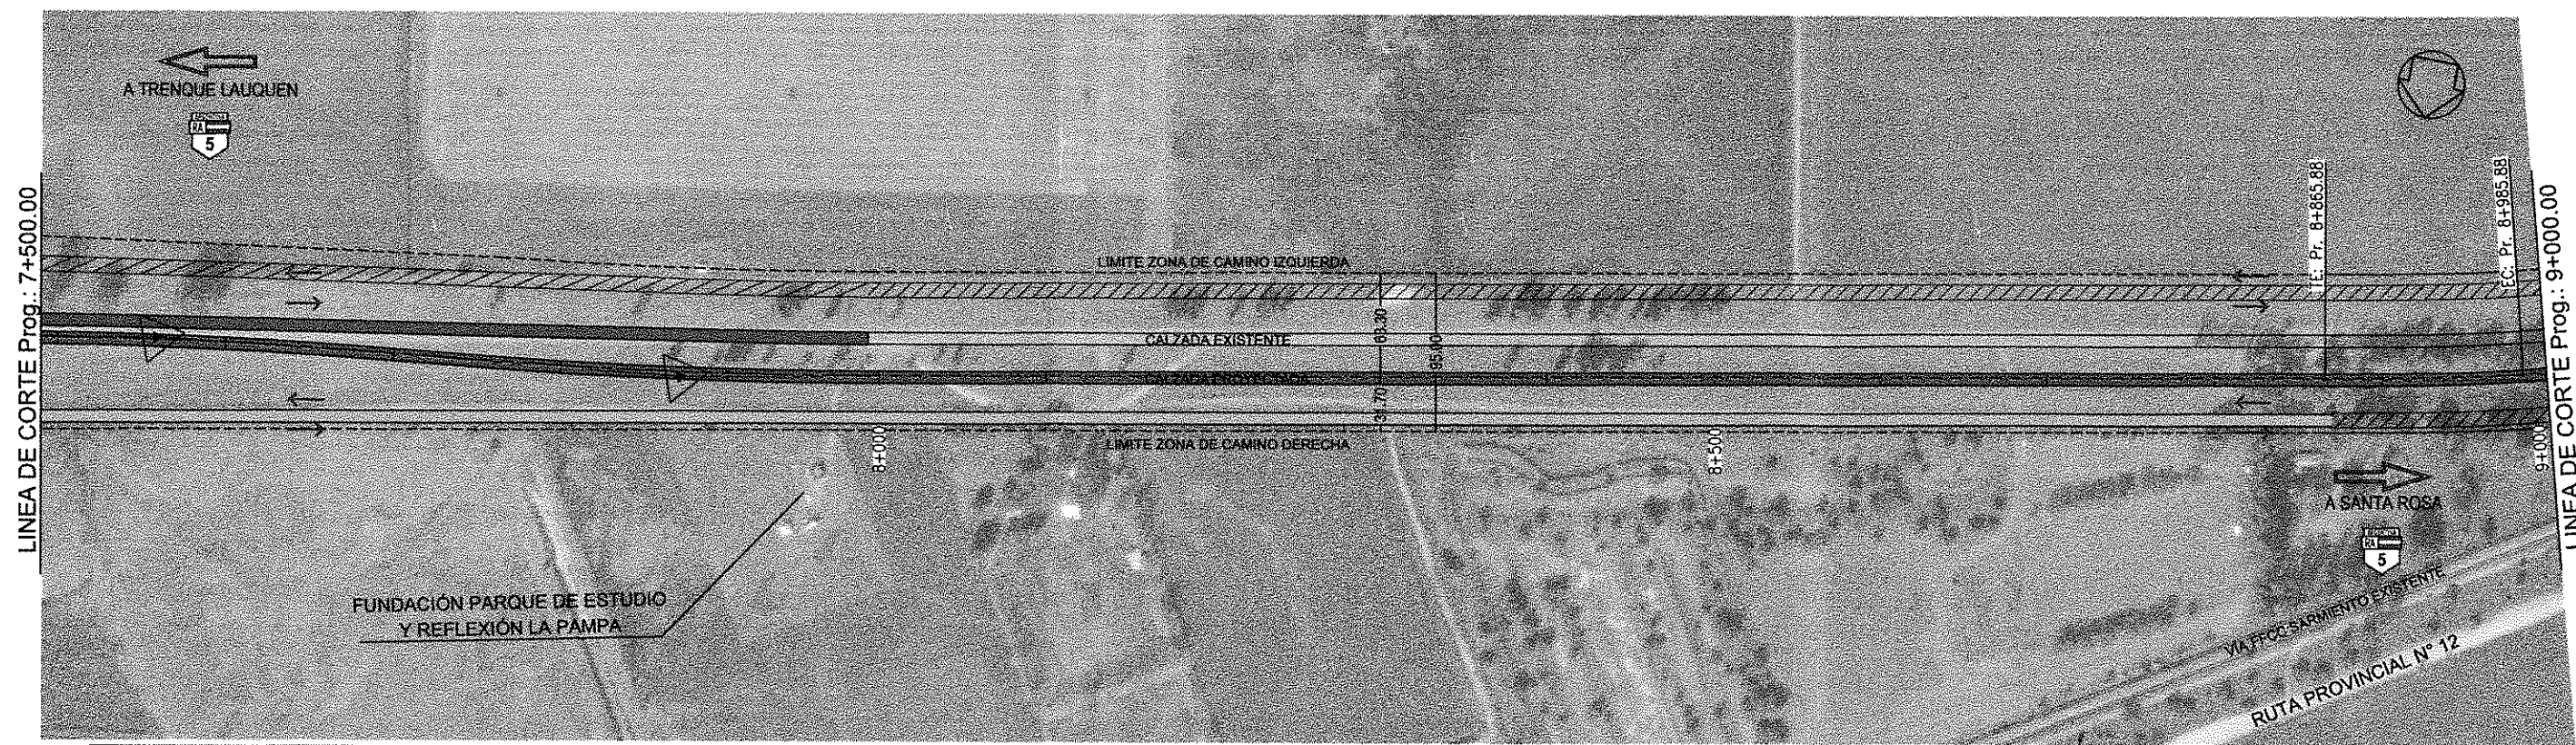 A TRENQUE LAUQUEN
RA
5
LINEA DE CORTE Prog.: 7+500.00
LIMITE ZONA DE CAMINO IZQUIERDA
CALZADA EXISTENTE
CALZADA PROYECTADA
LIMITE ZONA DE CAMINO DERECHA
63.30
31.70
95.00
8+000
8+500
9+000
TE: Pr. 8+865.88
EC: Pr. 8+985.88
LINEA DE CORTE Prog.: 9+000.00
A SANTA ROSA
RA
5
FUNDACIÓN PARQUE DE ESTUDIO
Y REFLEXIÓN LA PAMPA
VIA FFCC SARMIENTO EXISTENTE
RUTA PROVINCIAL N° 12